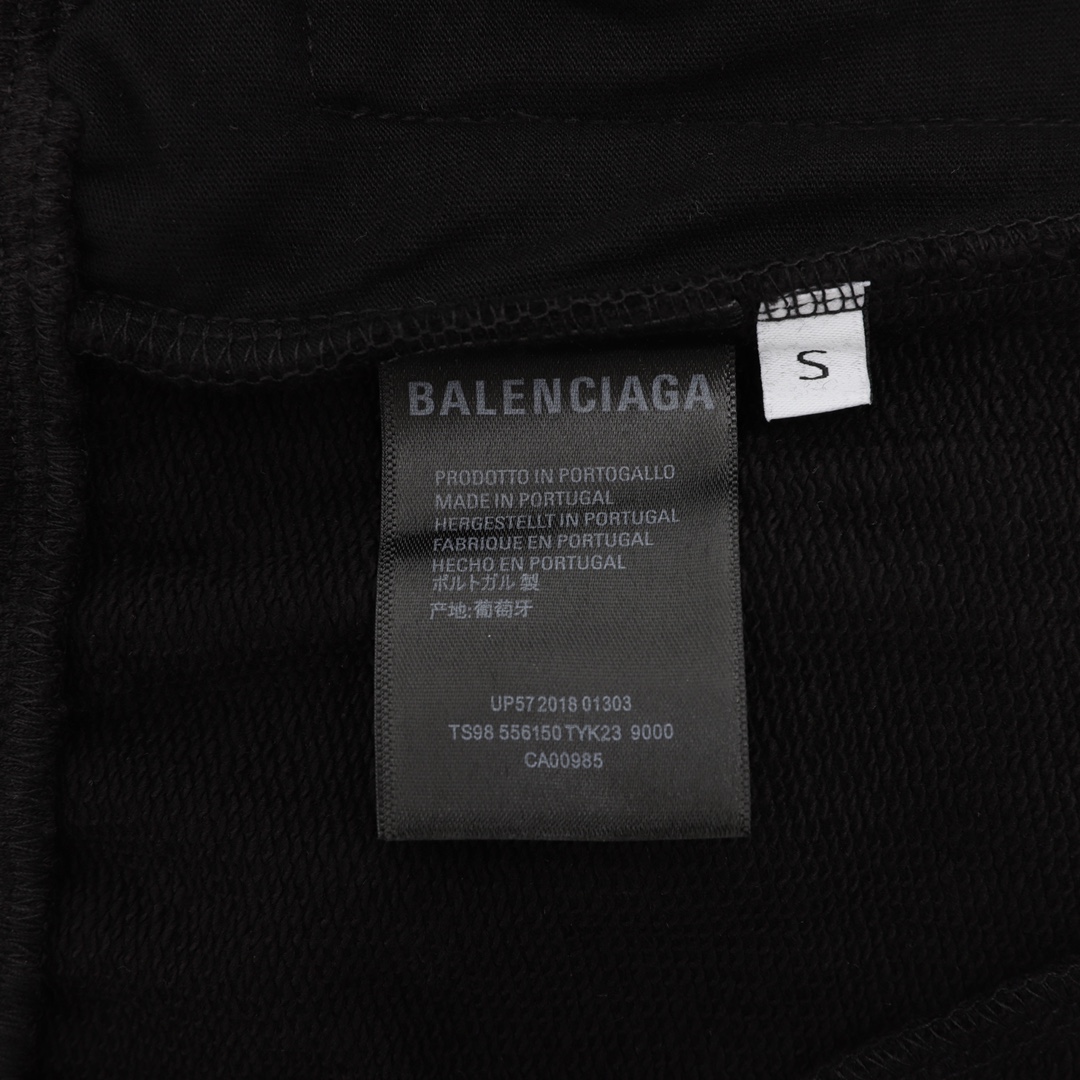 BALENCIAGA
S
PRODOTTO IN PORTOGALLO
MADE IN PORTUGAL
HERGESTELLT IN PORTUGAL
FABRIQUE EN PORTUGAL
HECHO EN PORTUGAL
ポルトガル 製
产地:葡萄牙
UP57 2018 01303
TS98 556150 TYK23 9000
CA00985